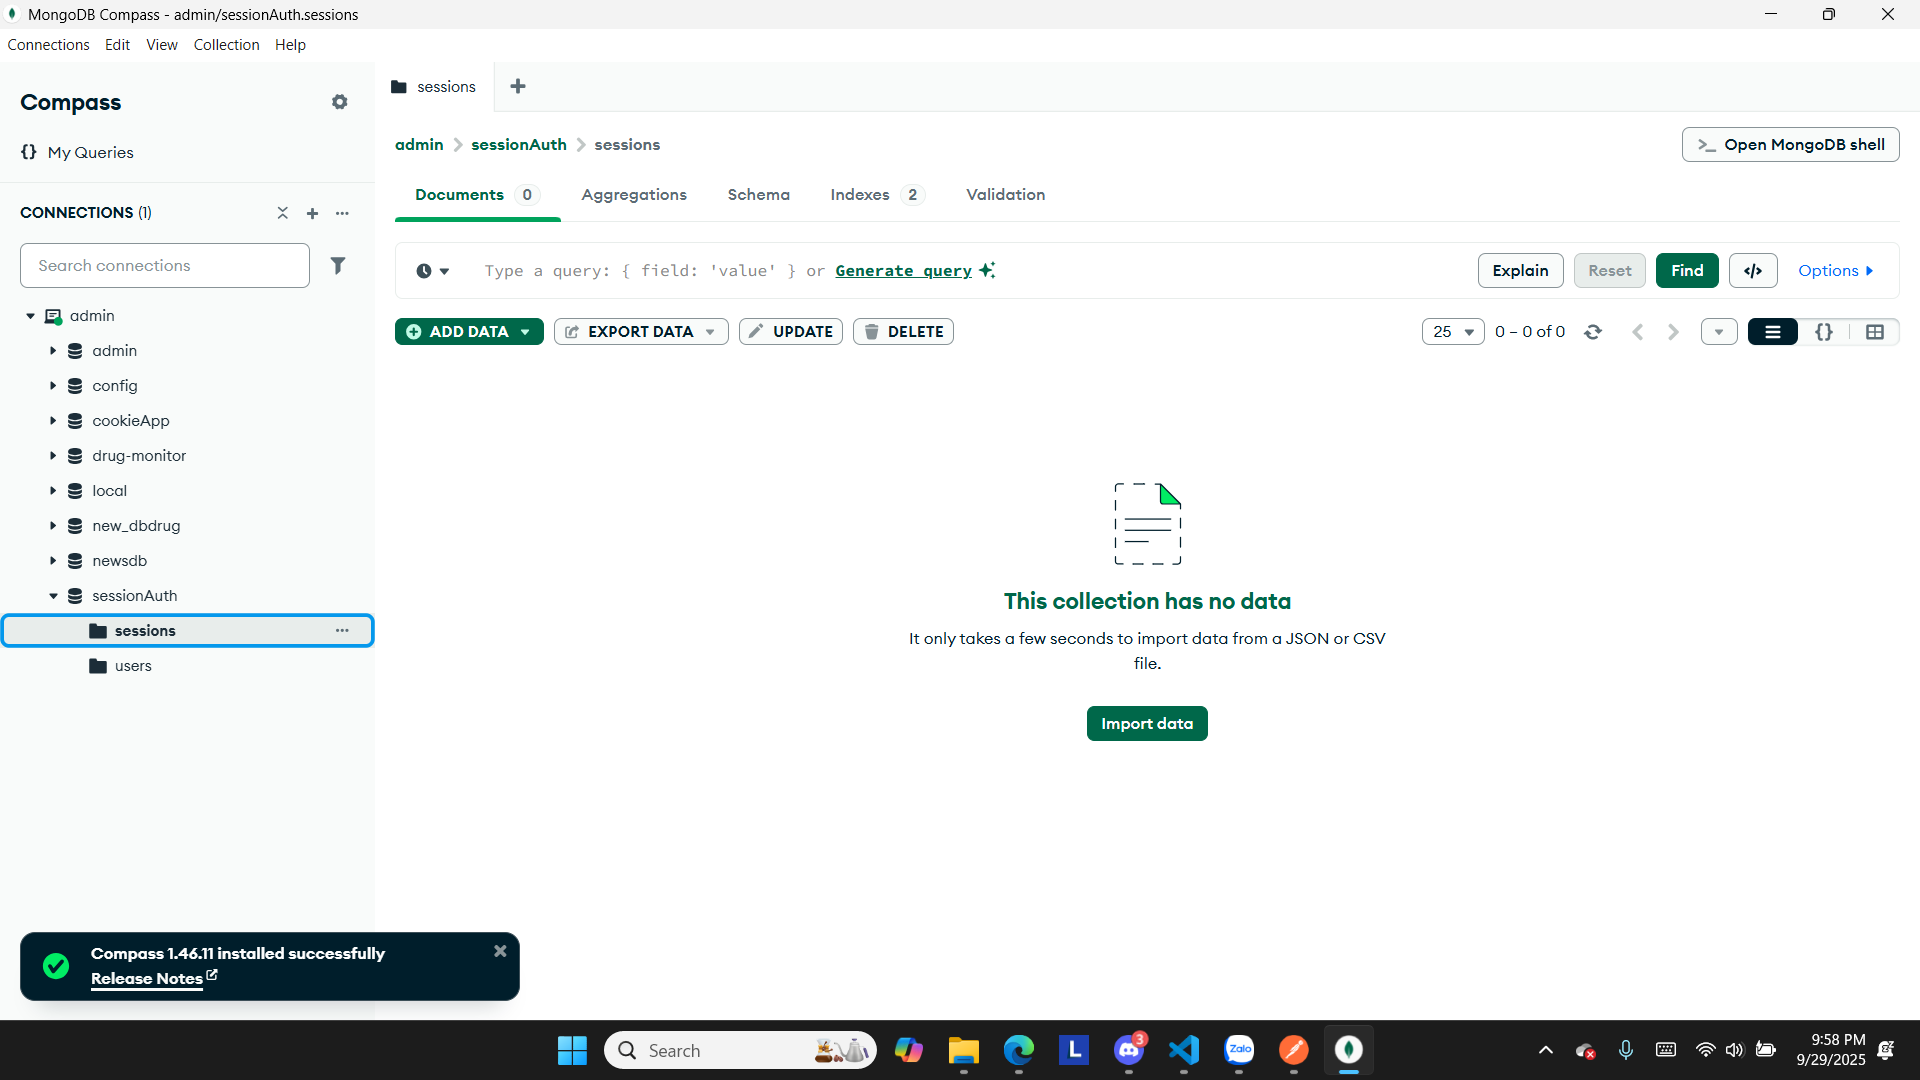 MongoDB Compass - admin/sessionAuth.sessions
Connections Edit View Collection Help
Compass
{} My Queries
CONNECTIONS (1)
Search connections
admin
admin
config
cookieApp
drug-monitor
local
new_dbdrug
newsdb
sessionAuth
sessions
users
sessions
admin > sessionAuth > sessions
>_ Open MongoDB shell
Documents 0 Aggregations Schema Indexes 2 Validation
Type a query: { field: 'value' } or Generate query
Explain Reset Find </> Options
ADD DATA EXPORT DATA UPDATE DELETE
25 0 – 0 of 0 {}
This collection has no data
It only takes a few seconds to import data from a JSON or CSV
file.
Import data
Compass 1.46.11 installed successfully
Release Notes
Search
L
3
Zalo
9:58 PM
9/29/2025